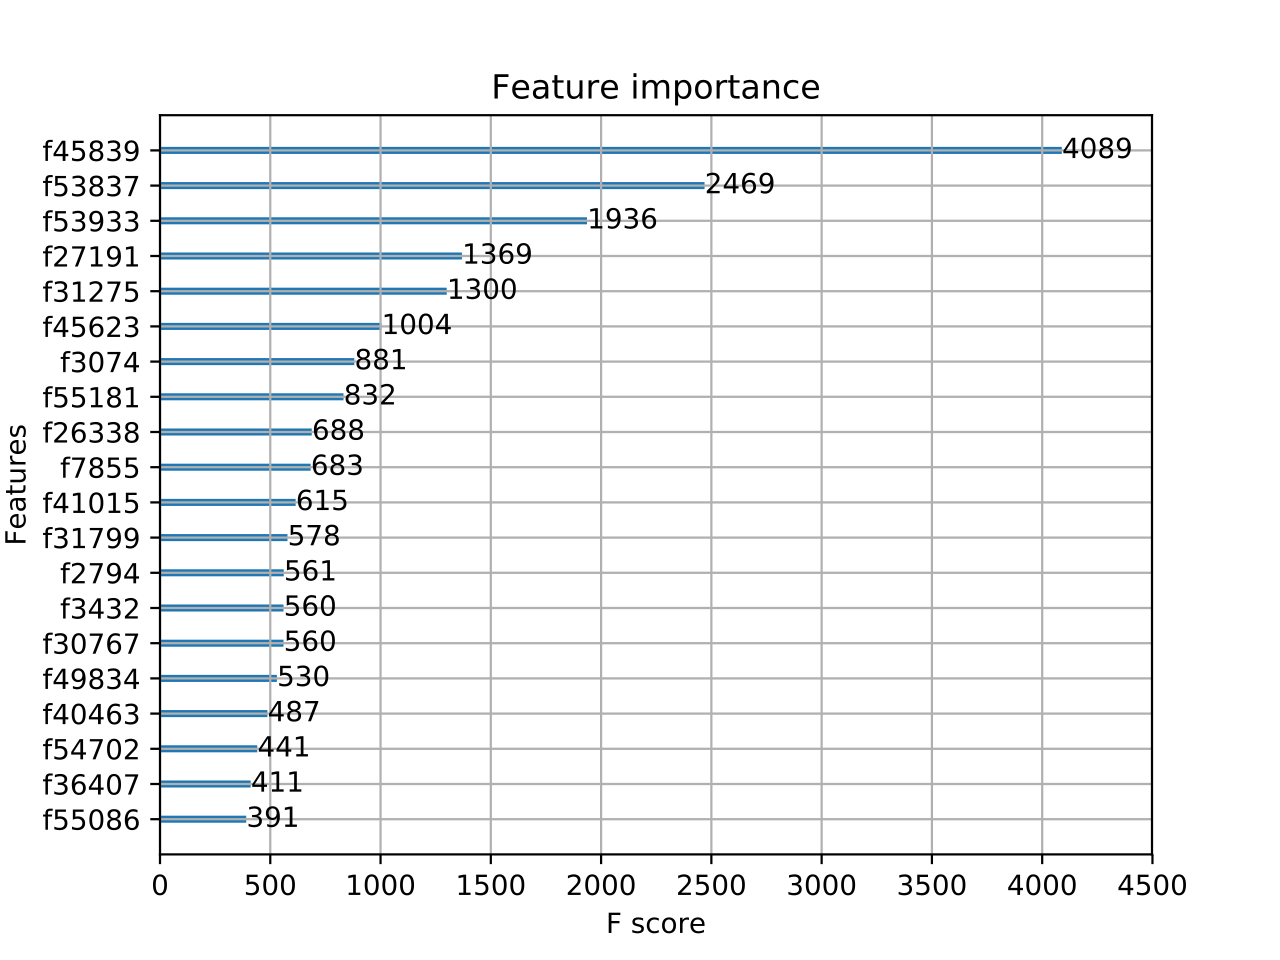 Feature importance
f45839 4089
f53837 2469
f53933 1936
f27191 1369
f31275 1300
f45623 1004
f3074 881
f55181 832
f26338 688
f7855 683
f41015 615
f31799 578
f2794 561
f3432 560
f30767 560
f49834 530
f40463 487
f54702 441
f36407 411
f55086 391
Features
0 500 1000 1500 2000 2500 3000 3500 4000 4500
F score